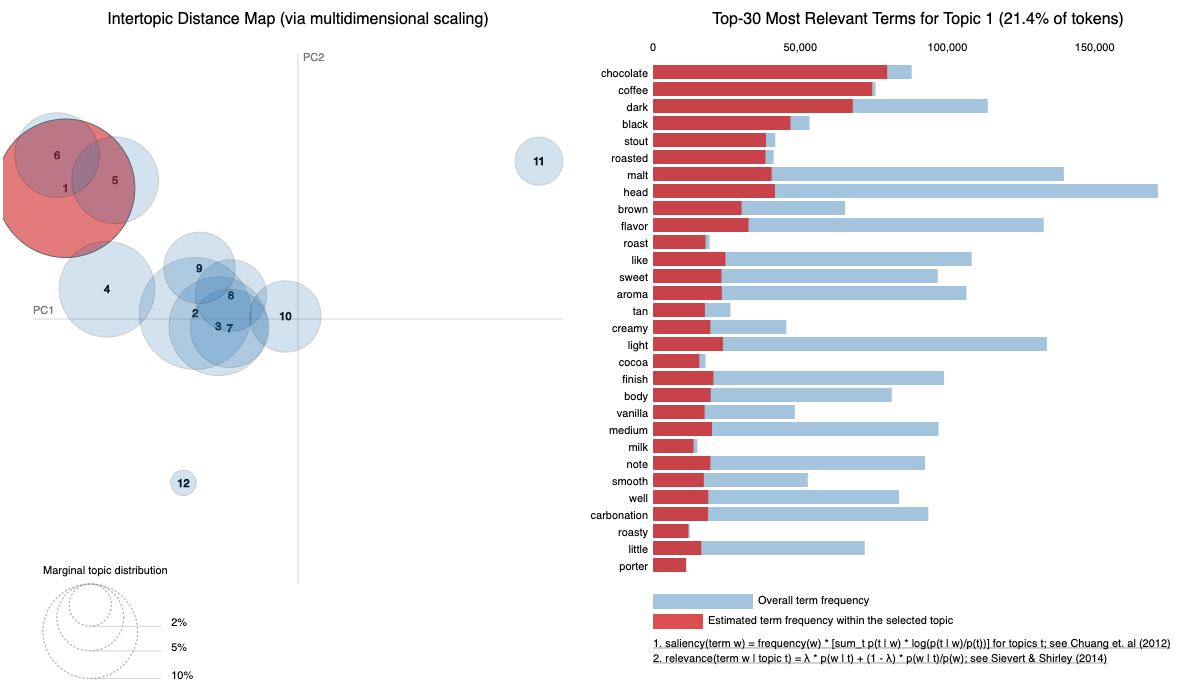 Intertopic Distance Map (via multidimensional scaling)
PC2
PC1
6
1
5
11
4
9
8
2
3
7
10
12
Marginal topic distribution
2%
5%
10%
Top-30 Most Relevant Terms for Topic 1 (21.4% of tokens)
0 50,000 100,000 150,000
chocolate
coffee
dark
black
stout
roasted
malt
head
brown
flavor
roast
like
sweet
aroma
tan
creamy
light
cocoa
finish
body
vanilla
medium
milk
note
smooth
well
carbonation
roasty
little
porter
Overall term frequency
Estimated term frequency within the selected topic
1. saliency(term w) = frequency(w) * [sum_t p(t | w) * log(p(t | w)/p(t))] for topics t; see Chuang et. al (2012)
2. relevance(term w | topic t) = λ * p(w | t) + (1 - λ) * p(w | t)/p(w); see Sievert & Shirley (2014)